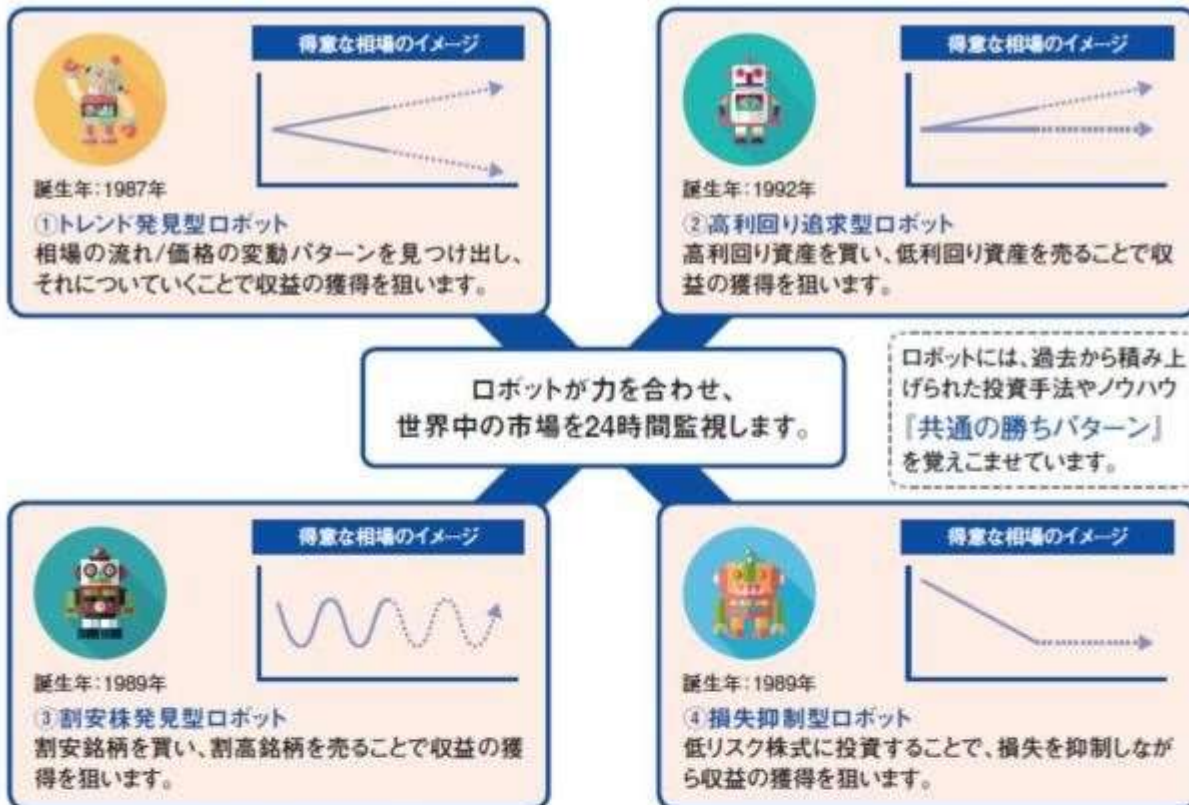 得意な相場のイメージ
誕生年:1987年
①トレンド発見型ロボット
相場の流れ/価格の変動パターンを見つけ出し、
それについていくことで収益の獲得を狙います。
得意な相場のイメージ
誕生年:1992年
②高利回り追求型ロボット
高利回り資産を買い、低利回り資産を売ることで収
益の獲得を狙います。
ロボットが力を合わせ、
世界中の市場を24時間監視します。
ロボットには、過去から積み上
げられた投資手法やノウハウ
『共通の勝ちパターン』
を覚えこませています。
得意な相場のイメージ
誕生年:1989年
③割安株発見型ロボット
割安銘柄を買い、割高銘柄を売ることで収益の獲
得を狙います。
得意な相場のイメージ
誕生年:1989年
④損失抑制型ロボット
低リスク株式に投資することで、損失を抑制しなが
ら収益の獲得を狙います。